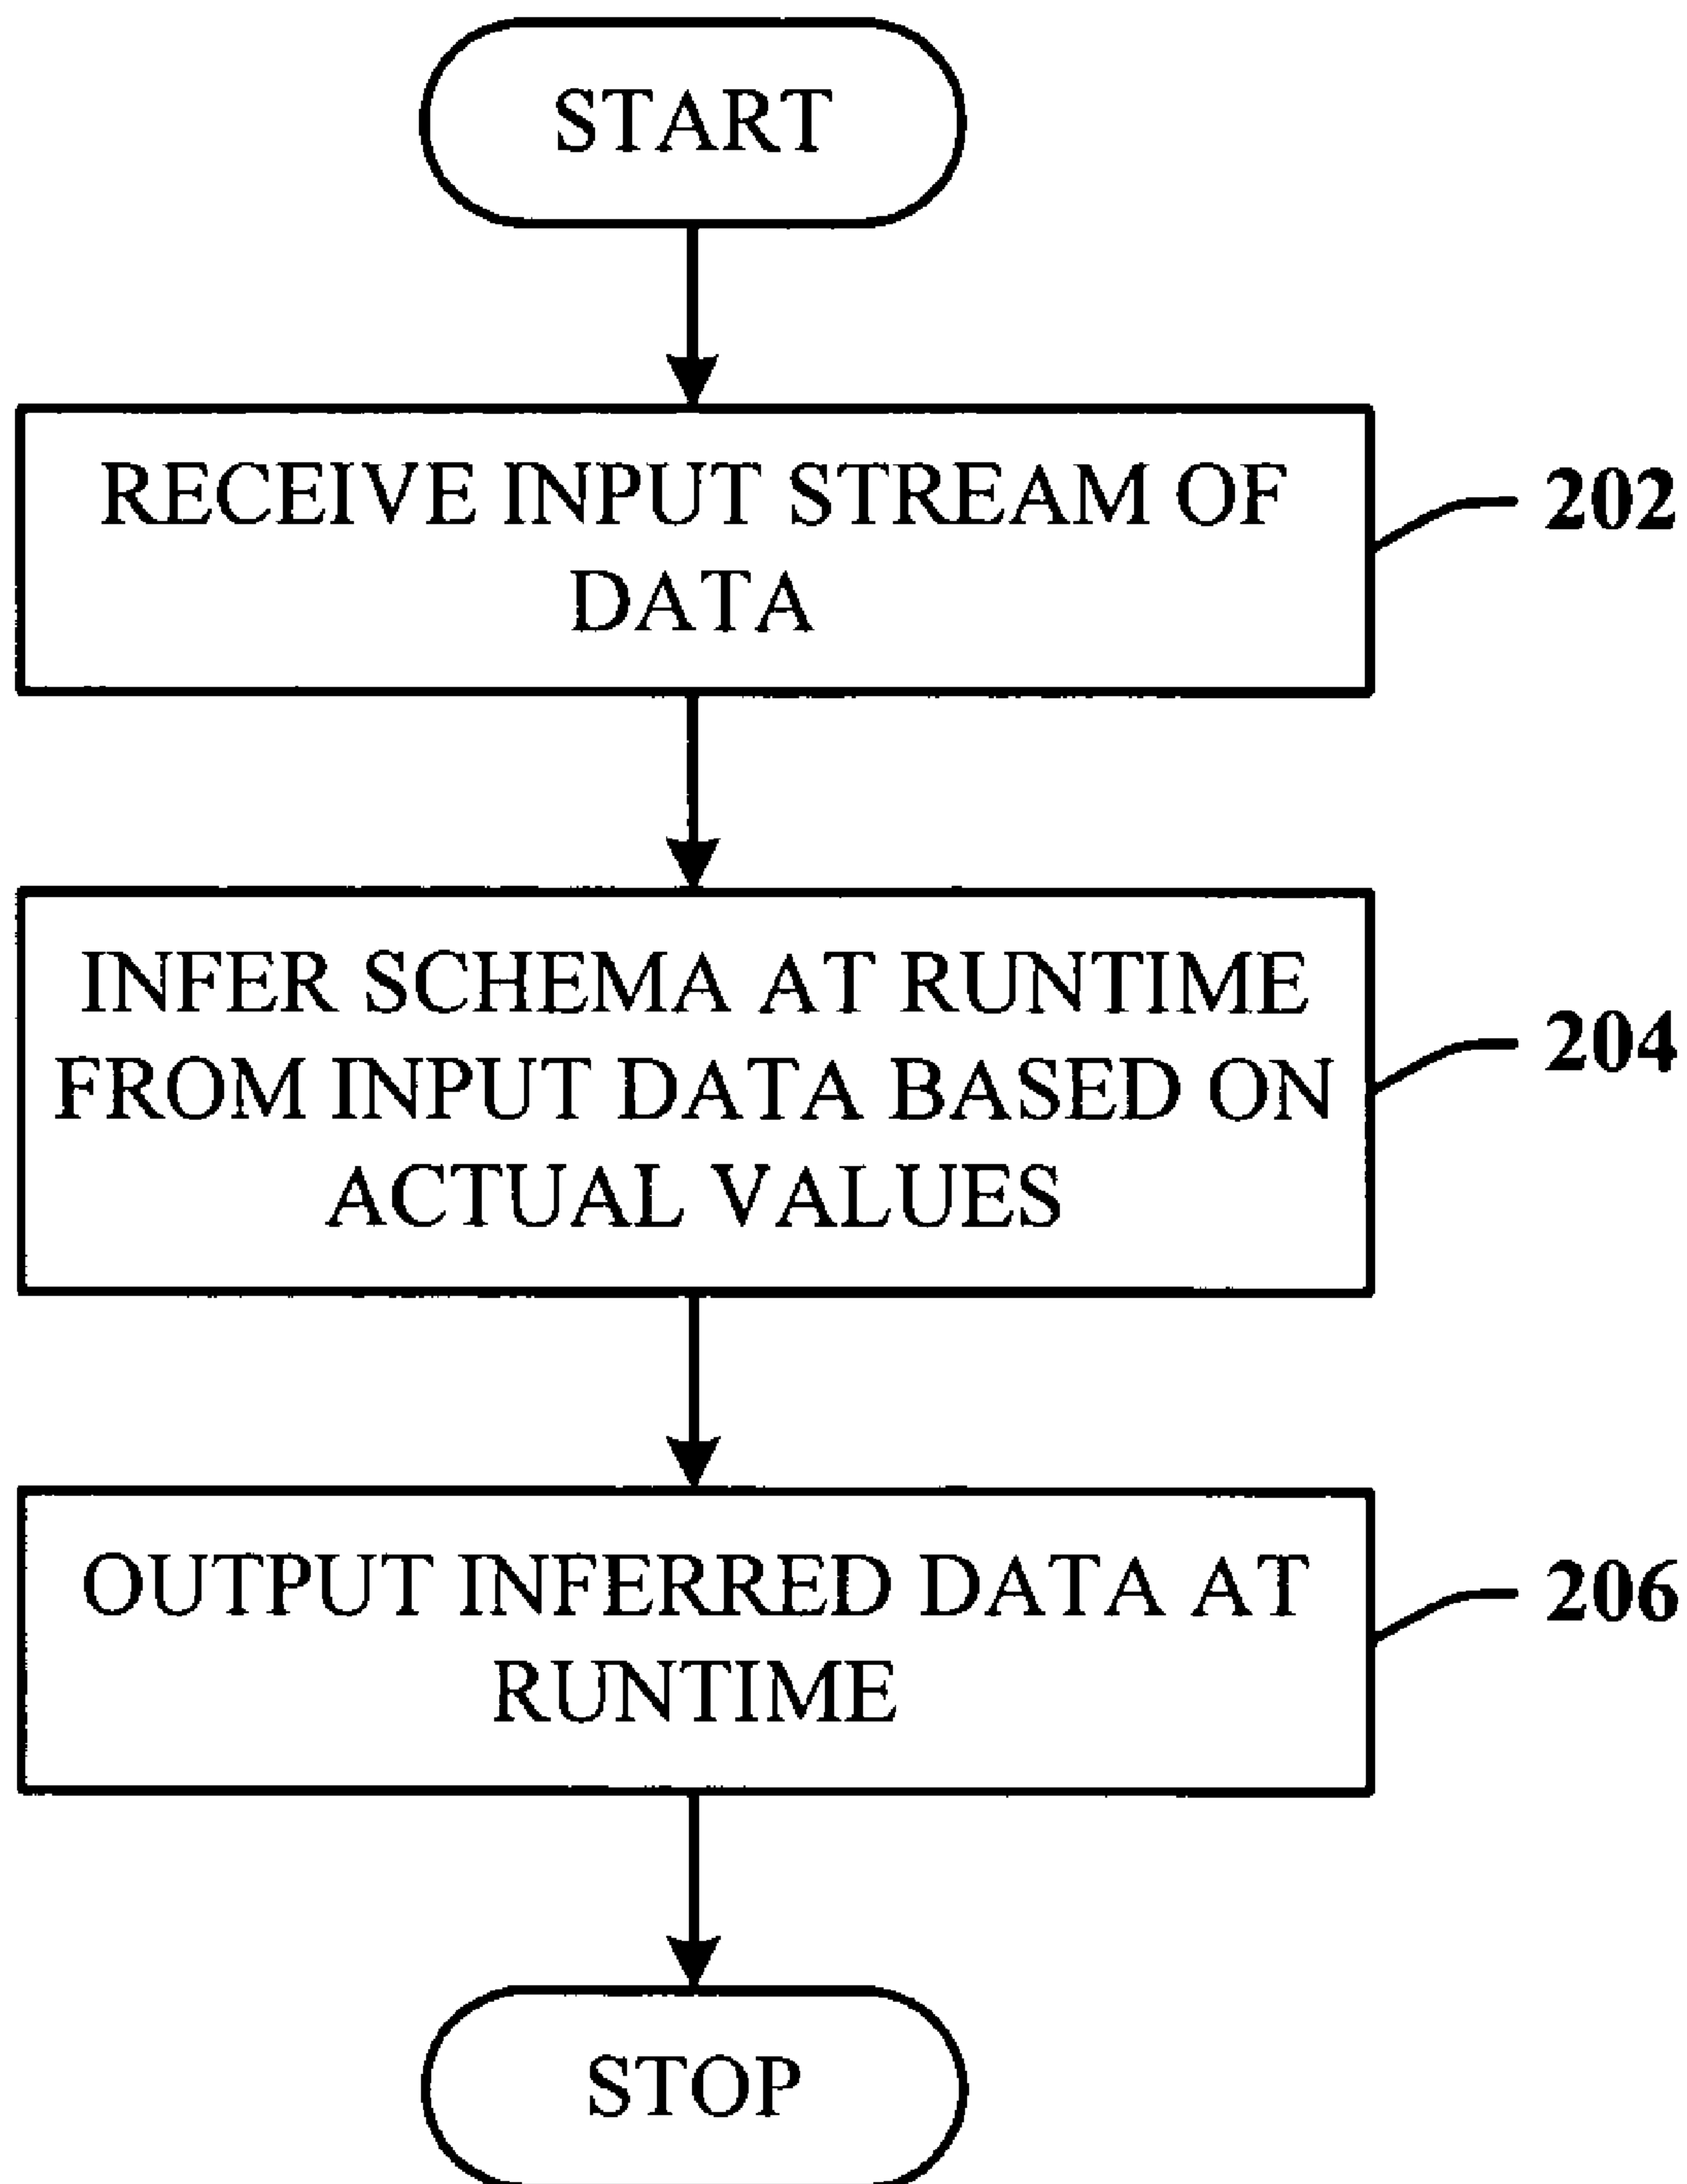 START
RECEIVE INPUT STREAM OF
DATA
202
INFER SCHEMA AT RUNTIME
FROM INPUT DATA BASED ON
ACTUAL VALUES
204
OUTPUT INFERRED DATA AT
RUNTIME
206
STOP